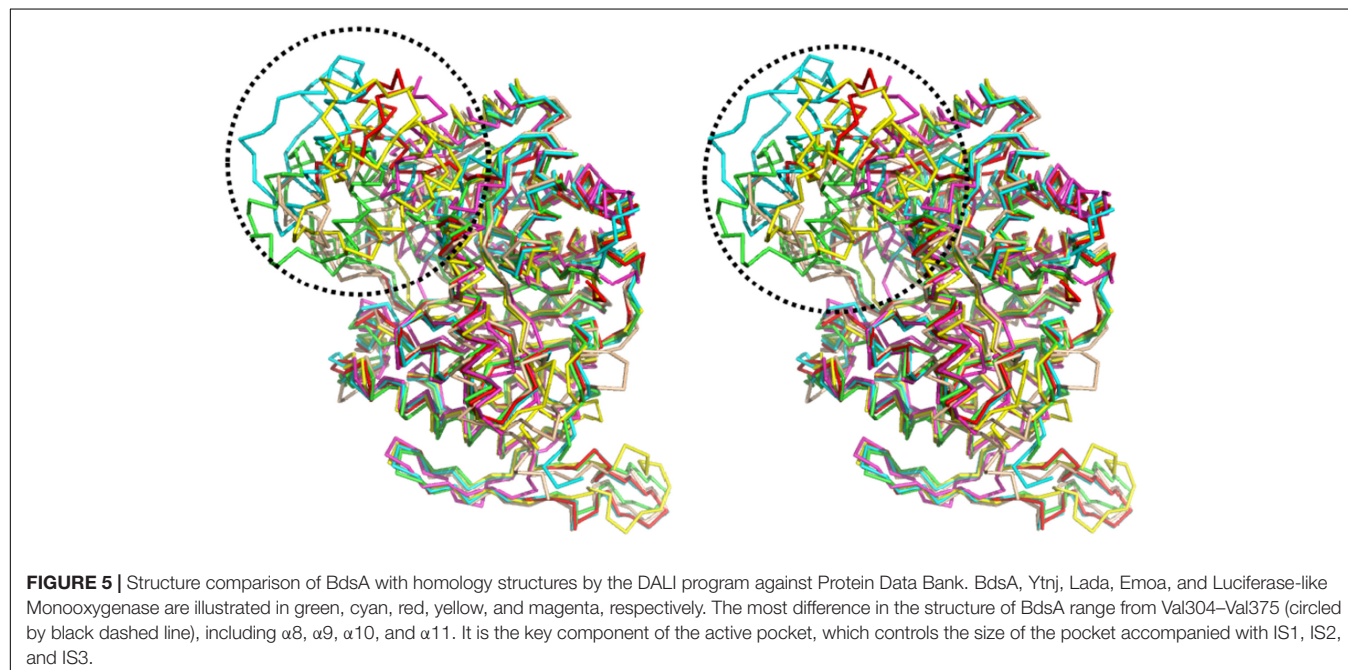 FIGURE 5 | Structure comparison of BdsA with homology structures by the DALI program against Protein Data Bank. BdsA, Ytnj, Lada, Emoa, and Luciferase-like
Monooxygenase are illustrated in green, cyan, red, yellow, and magenta, respectively. The most difference in the structure of BdsA range from Val304–Val375 (circled
by black dashed line), including α8, α9, α10, and α11. It is the key component of the active pocket, which controls the size of the pocket accompanied with IS1, IS2,
and IS3.